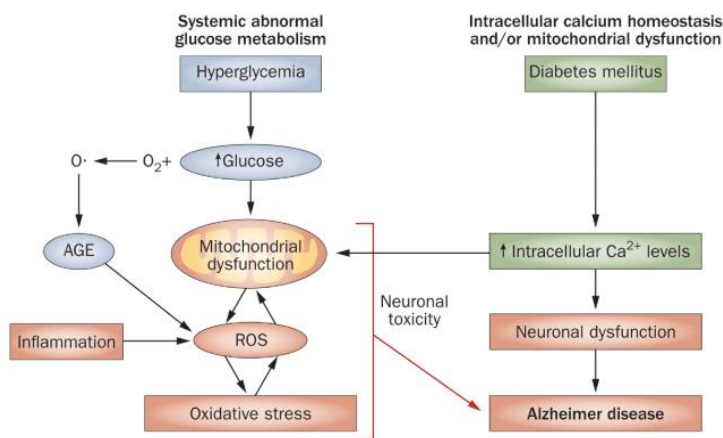 Systemic abnormal
glucose metabolism
Intracellular calcium homeostasis
and/or mitochondrial dysfunction
Hyperglycemia
Diabetes mellitus
O· O₂+ ↑Glucose
AGE
Mitochondrial
dysfunction
↑ Intracellular Ca²⁺ levels
Neuronal
toxicity
Inflammation
ROS
Neuronal dysfunction
Oxidative stress
Alzheimer disease